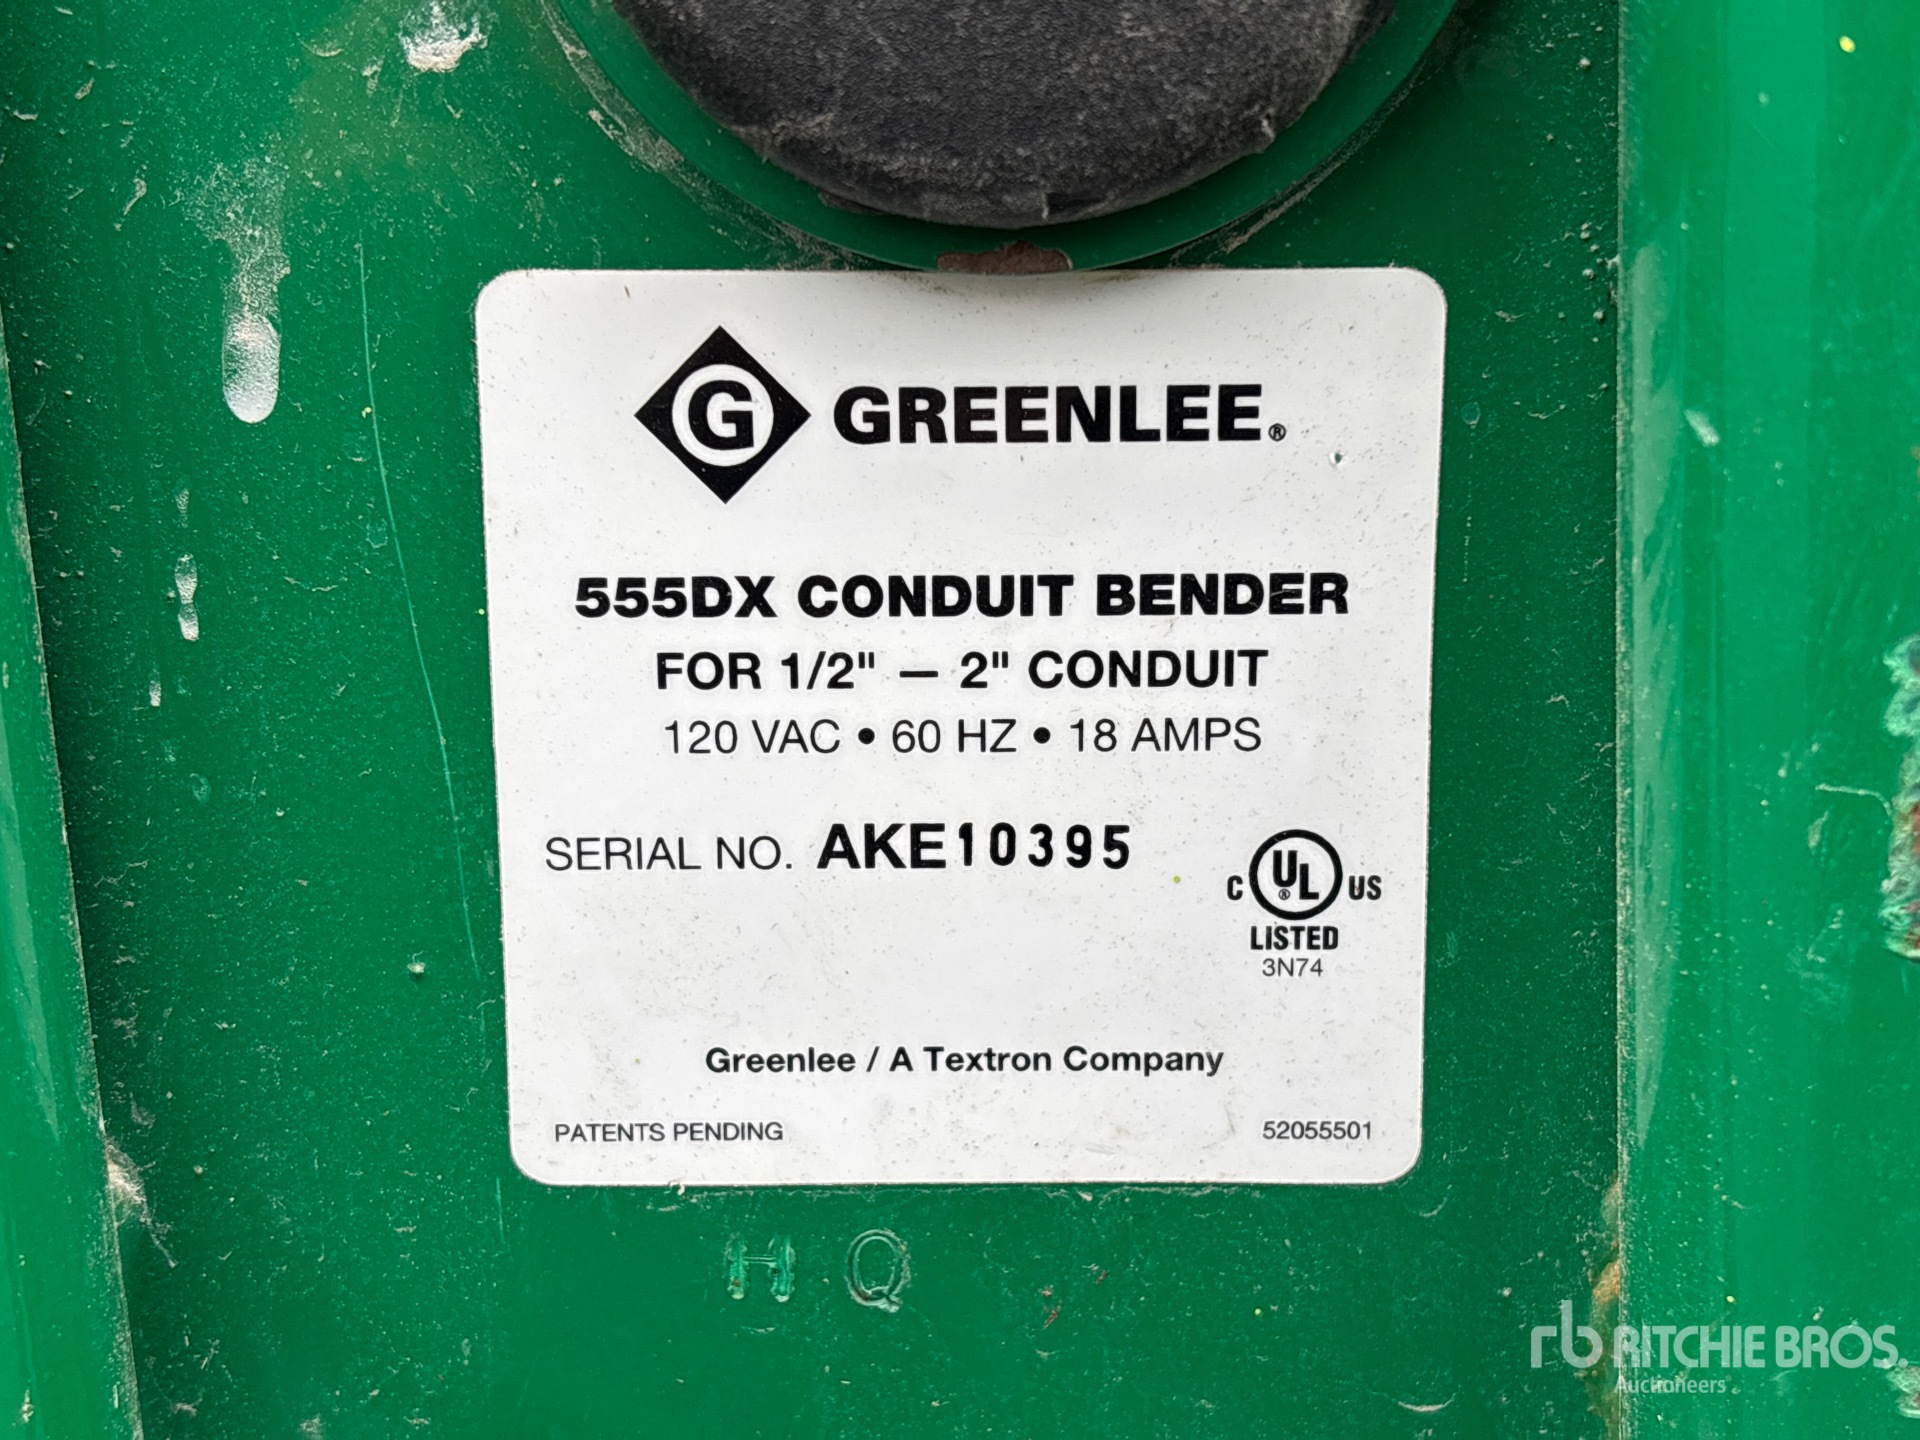 G GREENLEE®
555DX CONDUIT BENDER
FOR 1/2" — 2" CONDUIT
120 VAC • 60 HZ • 18 AMPS
SERIAL NO. AKE10395
C UL® US
LISTED
3N74
Greenlee / A Textron Company
PATENTS PENDING 52055501
H Q
rb RITCHIE BROS.
Auctioneers